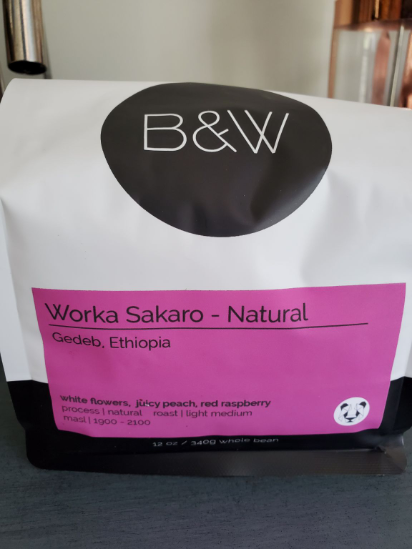 B&W
Worka Sakaro - Natural
Gedeb, Ethiopia
white flowers, juicy peach, red raspberry
process | natural roast | light medium
masl | 1900 - 2100
12 oz / 340g whole bean